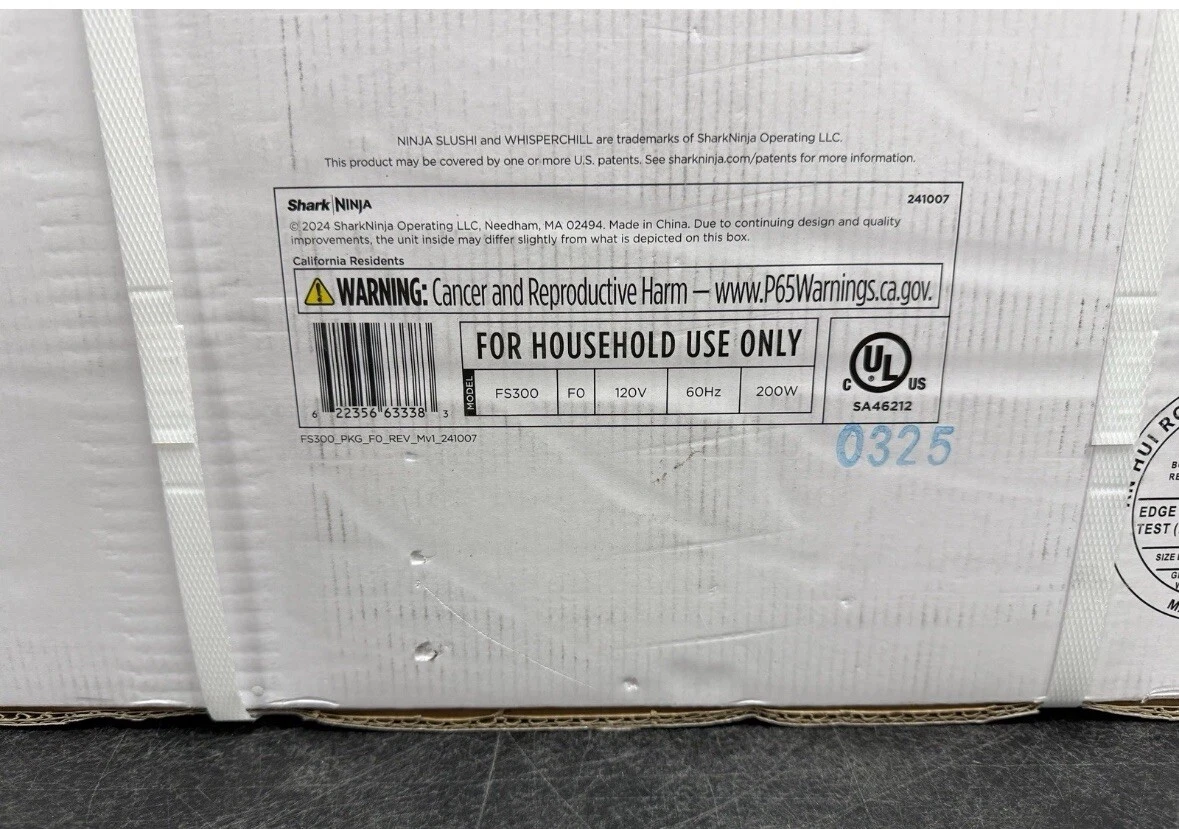 NINJA SLUSHI and WHISPERCHILL are trademarks of SharkNinja Operating LLC.
This product may be covered by one or more U.S. patents. See sharkninja.com/patents for more information.
Shark NINJA
241007
© 2024 SharkNinja Operating LLC, Needham, MA 02494. Made in China. Due to continuing design and quality
improvements, the unit inside may differ slightly from what is depicted on this box.
California Residents
WARNING: Cancer and Reproductive Harm — www.P65Warnings.ca.gov.
6 22356 63338 3
FOR HOUSEHOLD USE ONLY
MODEL FS300 F0 120V 60Hz 200W
C UL US
SA46212
FS300_PKG_F0_REV_Mv1_241007
0325
HUI
EDGE
TEST (
SIZE